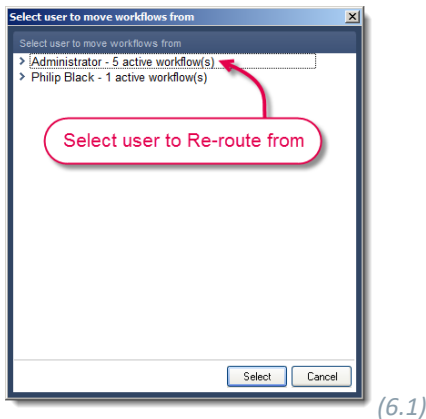 Select user to move workflows from
Select user to move workflows from
Administrator - 5 active workflow(s)
Philip Black - 1 active workflow(s)
Select user to Re-route from
Select Cancel
(6.1)